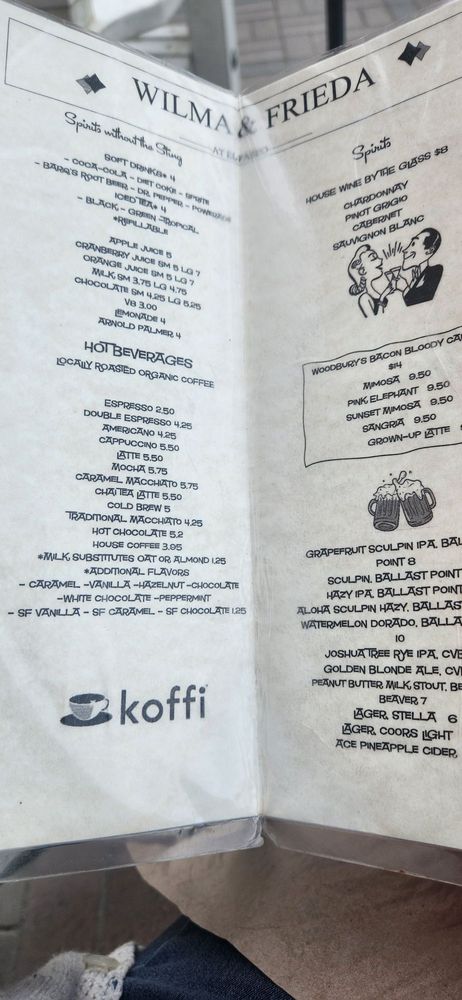 WILMA & FRIEDA
AT EL PASEO
Spirits without the Sting
SOFT DRINKS* 4
- COCA-COLA - DIET COKE - SPRITE
- BARQ'S ROOT BEER - DR. PEPPER - POWERADE
ICED TEA* 4
- BLACK - GREEN -TROPICAL
*REFILLABLE
APPLE JUICE 5
CRANBERRY JUICE SM 5 LG 7
ORANGE JUICE SM 5 LG 7
MILK SM 3.75 LG 4.75
CHOCOLATE SM 4.25 LG 5.25
V8 3.00
LEMONADE 4
ARNOLD PALMER 4
HOT BEVERAGES
LOCALLY ROASTED ORGANIC COFFEE
ESPRESSO 2.50
DOUBLE ESPRESSO 4.25
AMERICANO 4.25
CAPPUCCINO 5.50
LATTE 5.50
MOCHA 5.75
CARAMEL MACCHIATO 5.75
CHAI TEA LATTE 5.50
COLD BREW 5
TRADITIONAL MACCHIATO 4.25
HOT CHOCOLATE 5.2
HOUSE COFFEE 3.95
*MILK SUBSTITUTES OAT OR ALMOND 1.25
*ADDITIONAL FLAVORS
- CARAMEL -VANILLA -HAZELNUT -CHOCOLATE
-WHITE CHOCOLATE -PEPPERMINT
- SF VANILLA - SF CARAMEL - SF CHOCOLATE 1.25
koffi
Spirits
HOUSE WINE BY THE GLASS $8
CHARDONNAY
PINOT GRIGIO
CABERNET
SAUVIGNON BLANC
WOODBURY'S BACON BLOODY
$14
MIMOSA 9.50
PINK ELEPHANT 9.50
SUNSET MIMOSA 9.50
SANGRIA 9.50
GROWN-UP LATTE
GRAPEFRUIT SCULPIN IPA,
POINT 8
SCULPIN, BALLAST POINT
HAZY IPA, BALLAST POINT
ALOHA SCULPIN HAZY, BALLAST
WATERMELON DORADO,
10
JOSHUA TREE RYE IPA,
GOLDEN BLONDE ALE,
PEANUT BUTTER MILK STOUT,
BEAVER 7
LAGER, STELLA 6
LAGER, COORS LIGHT
ACE PINEAPPLE CIDER,